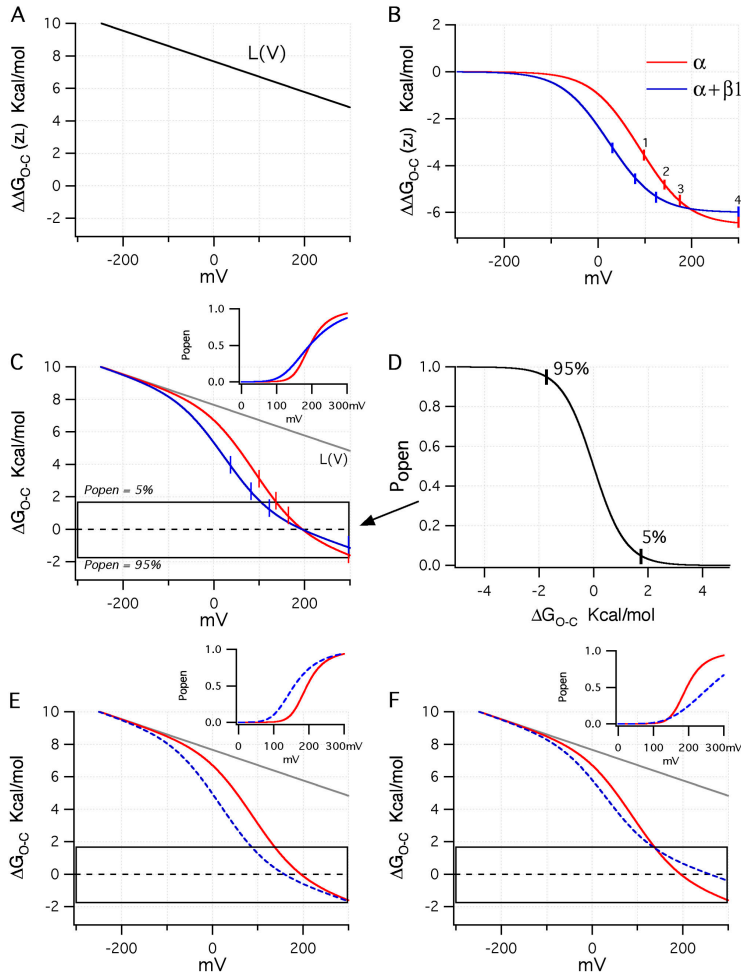 A
ΔΔG O-C (zL) Kcal/mol
10
8
6
4
2
0
-2
L(V)
-200 0 200
mV
B
ΔΔG O-C (zJ) Kcal/mol
2
0
-2
-4
-6
α
α+β1
1
2
3
4
-200 0 200
mV
C
Popen
1.0
0.5
0.0
0 100 200 300mV
mV
ΔG O-C Kcal/mol
10
8
6
4
2
0
-2
L(V)
Popen = 5%
Popen = 95%
-200 0 200
mV
D
Popen
1.0
0.8
0.6
0.4
0.2
0.0
95%
5%
-4 -2 0 2 4
ΔG O-C Kcal/mol
E
Popen
1.0
0.5
0.0
0 100 200 300mV
mV
ΔG O-C Kcal/mol
10
8
6
4
2
0
-2
-200 0 200
mV
F
Popen
1.0
0.5
0.0
0 100 200 300mV
mV
ΔG O-C Kcal/mol
10
8
6
4
2
0
-2
-200 0 200
mV